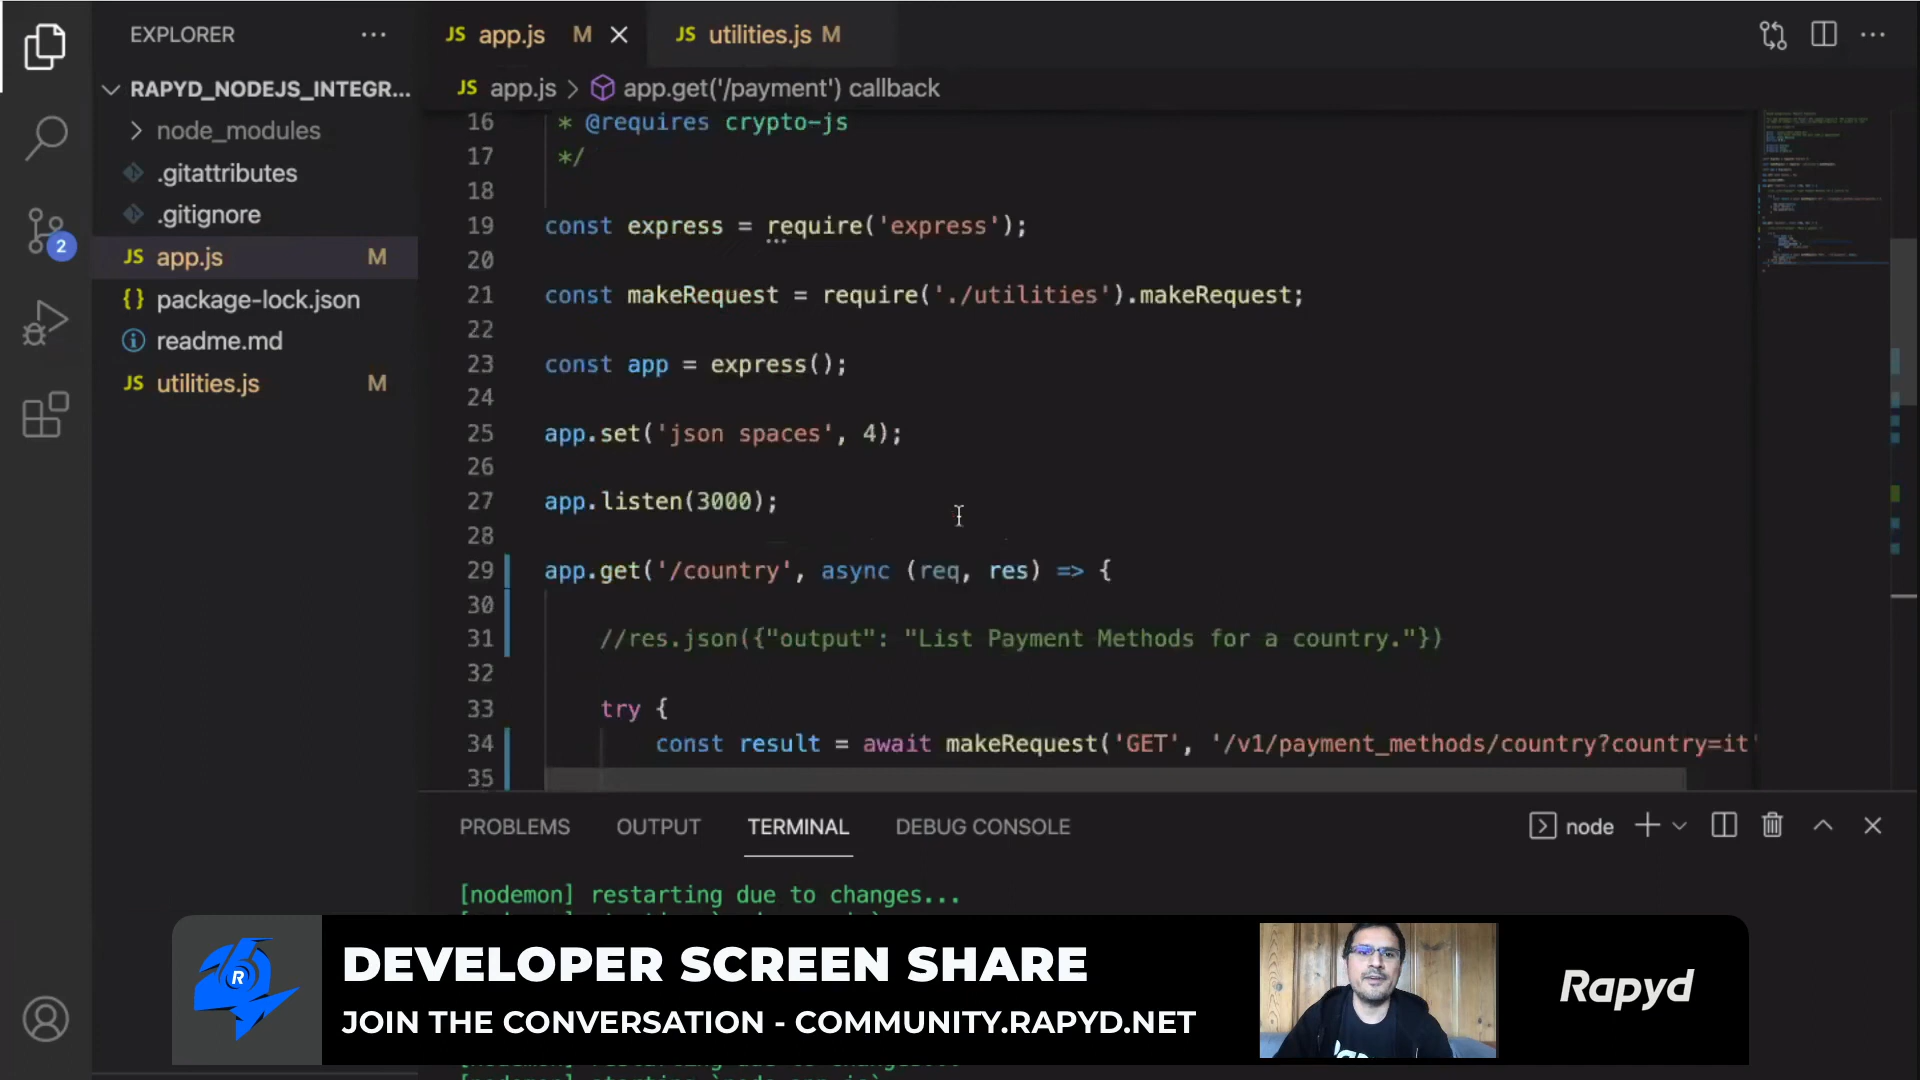 EXPLORER
RAPYD_NODEJS_INTEGR...
node_modules
.gitattributes
.gitignore
JS app.js M
{} package-lock.json
readme.md
JS utilities.js M
2
JS app.js M
JS utilities.js M
JS app.js > app.get('/payment') callback
16 * @requires crypto-js
17 */
18
19 const express = require('express');
20
21 const makeRequest = require('./utilities').makeRequest;
22
23 const app = express();
24
25 app.set('json spaces', 4);
26
27 app.listen(3000);
28
29 app.get('/country', async (req, res) => {
30
31 //res.json({"output": "List Payment Methods for a country."})
32
33 try {
34 const result = await makeRequest('GET', '/v1/payment_methods/country?country=it'
35
PROBLEMS OUTPUT TERMINAL DEBUG CONSOLE node
[nodemon] restarting due to changes...
R
DEVELOPER SCREEN SHARE
JOIN THE CONVERSATION - COMMUNITY.RAPYD.NET
Rapyd